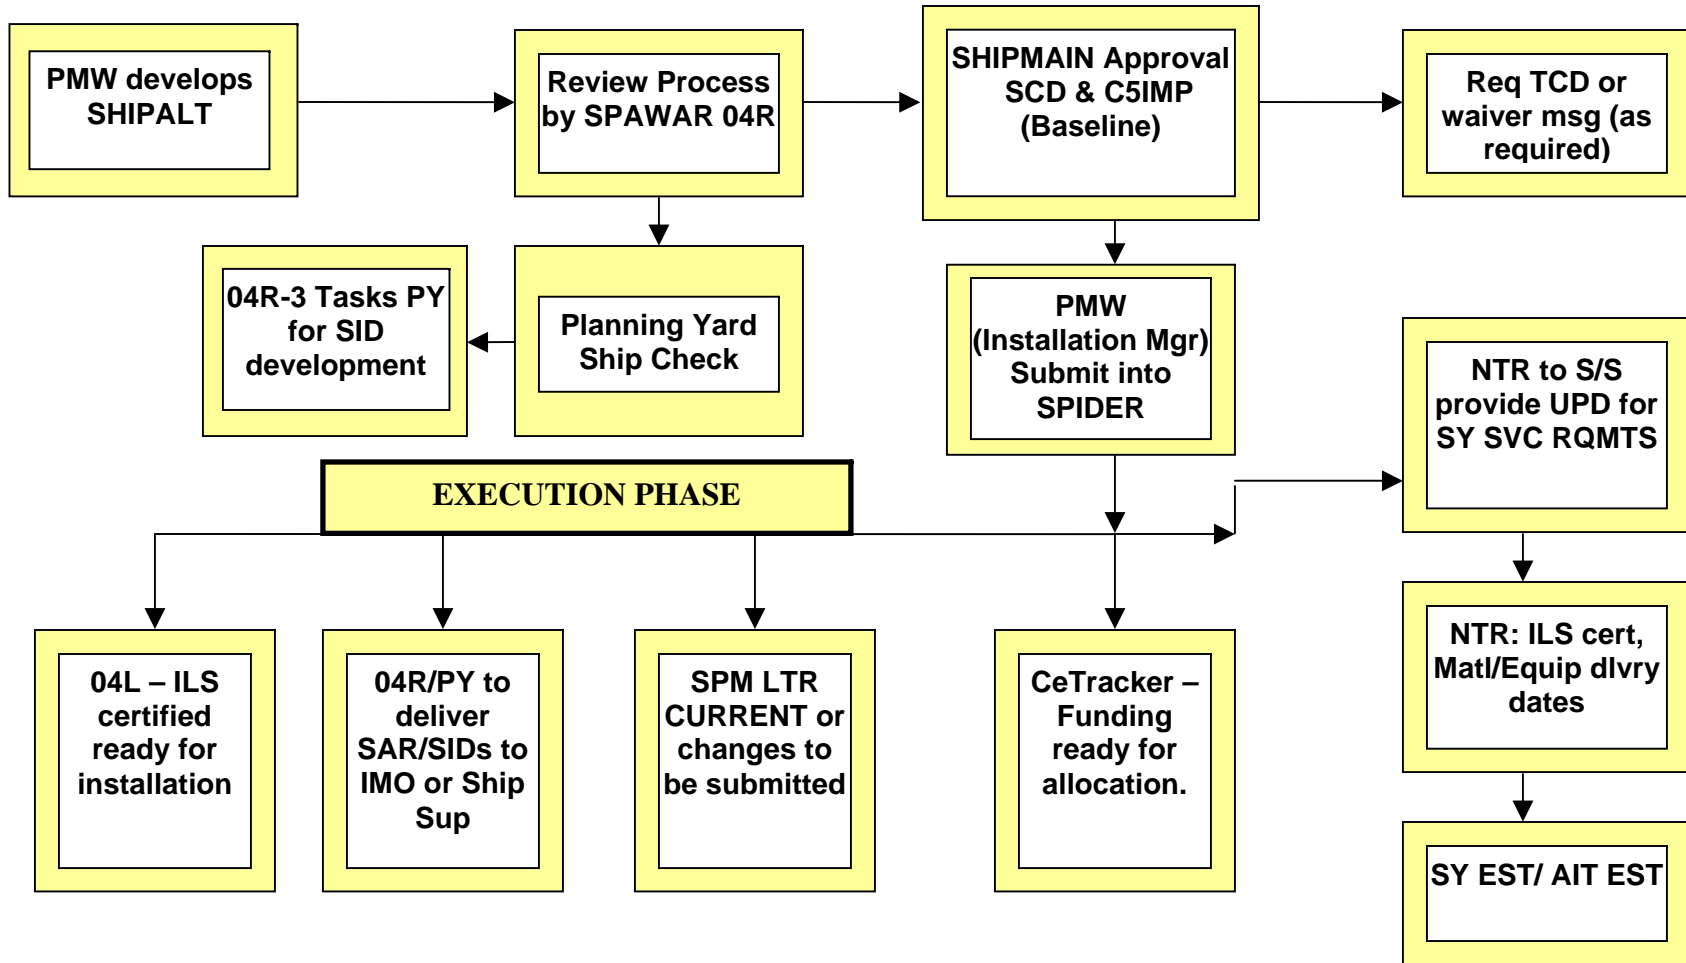 PMW develops
SHIPALT
Review Process
by SPAWAR 04R
SHIPMAIN Approval
SCD & C5IMP
(Baseline)
Req TCD or
waiver msg (as
required)
04R-3 Tasks PY
for SID
development
Planning Yard
Ship Check
PMW
(Installation Mgr)
Submit into
SPIDER
NTR to S/S
provide UPD for
SY SVC RQMTS
EXECUTION PHASE
04L – ILS
certified
ready for
installation
04R/PY to
deliver
SAR/SIDs to
IMO or Ship
Sup
SPM LTR
CURRENT or
changes to
be submitted
CeTracker –
Funding
ready for
allocation.
NTR: ILS cert,
Matl/Equip dlvry
dates
SY EST/ AIT EST